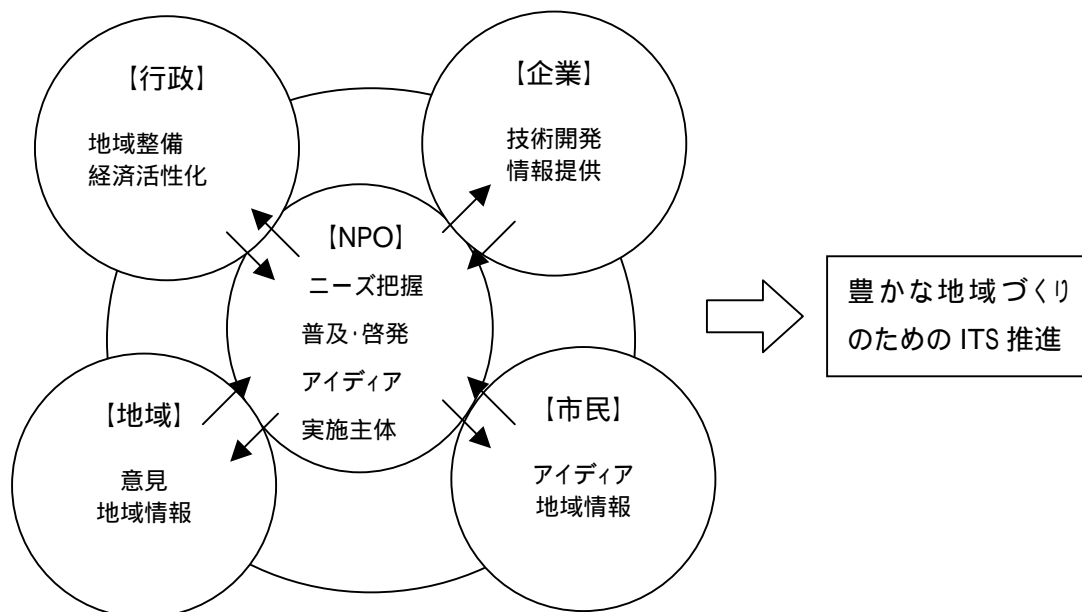 【行政】
地域整備
経済活性化
【企業】
技術開発
情報提供
【NPO】
ニーズ把握
普及・啓発
アイディア
実施主体
【地域】
意見
地域情報
【市民】
アイディア
地域情報
豊かな地域づくり
のための ITS 推進